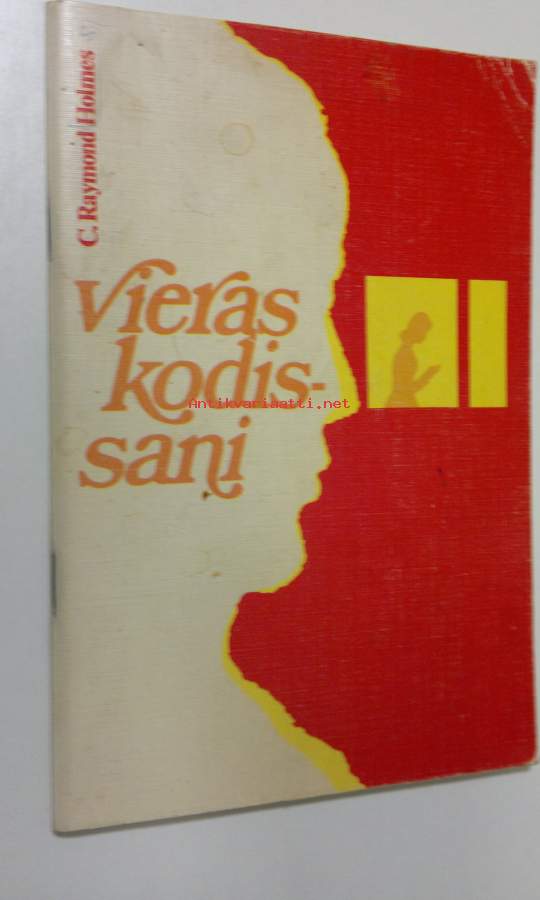 C. Raymond Holmes
Vieras
kodis-
sani
Antikvariaatti.net